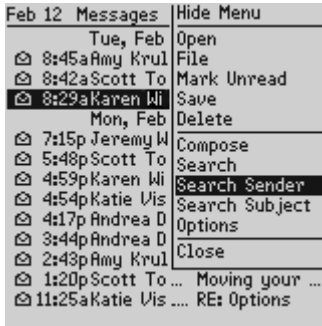 Feb 12 Messages
Tue, Feb
8:45a Amy Krul
8:42a Scott To
8:29a Karen Wi
Mon, Feb
7:15p Jeremy W
5:48p Scott To
4:59p Karen Wi
4:54p Katie Vis
4:17p Andrea D
3:44p Andrea D
2:43p Amy Krul
1:20p Scott To... Moving your ...
11:25a Katie Vis.... RE: Options
Hide Menu
Open
File
Mark Unread
Save
Delete
Compose
Search
Search Sender
Search Subject
Options
Close